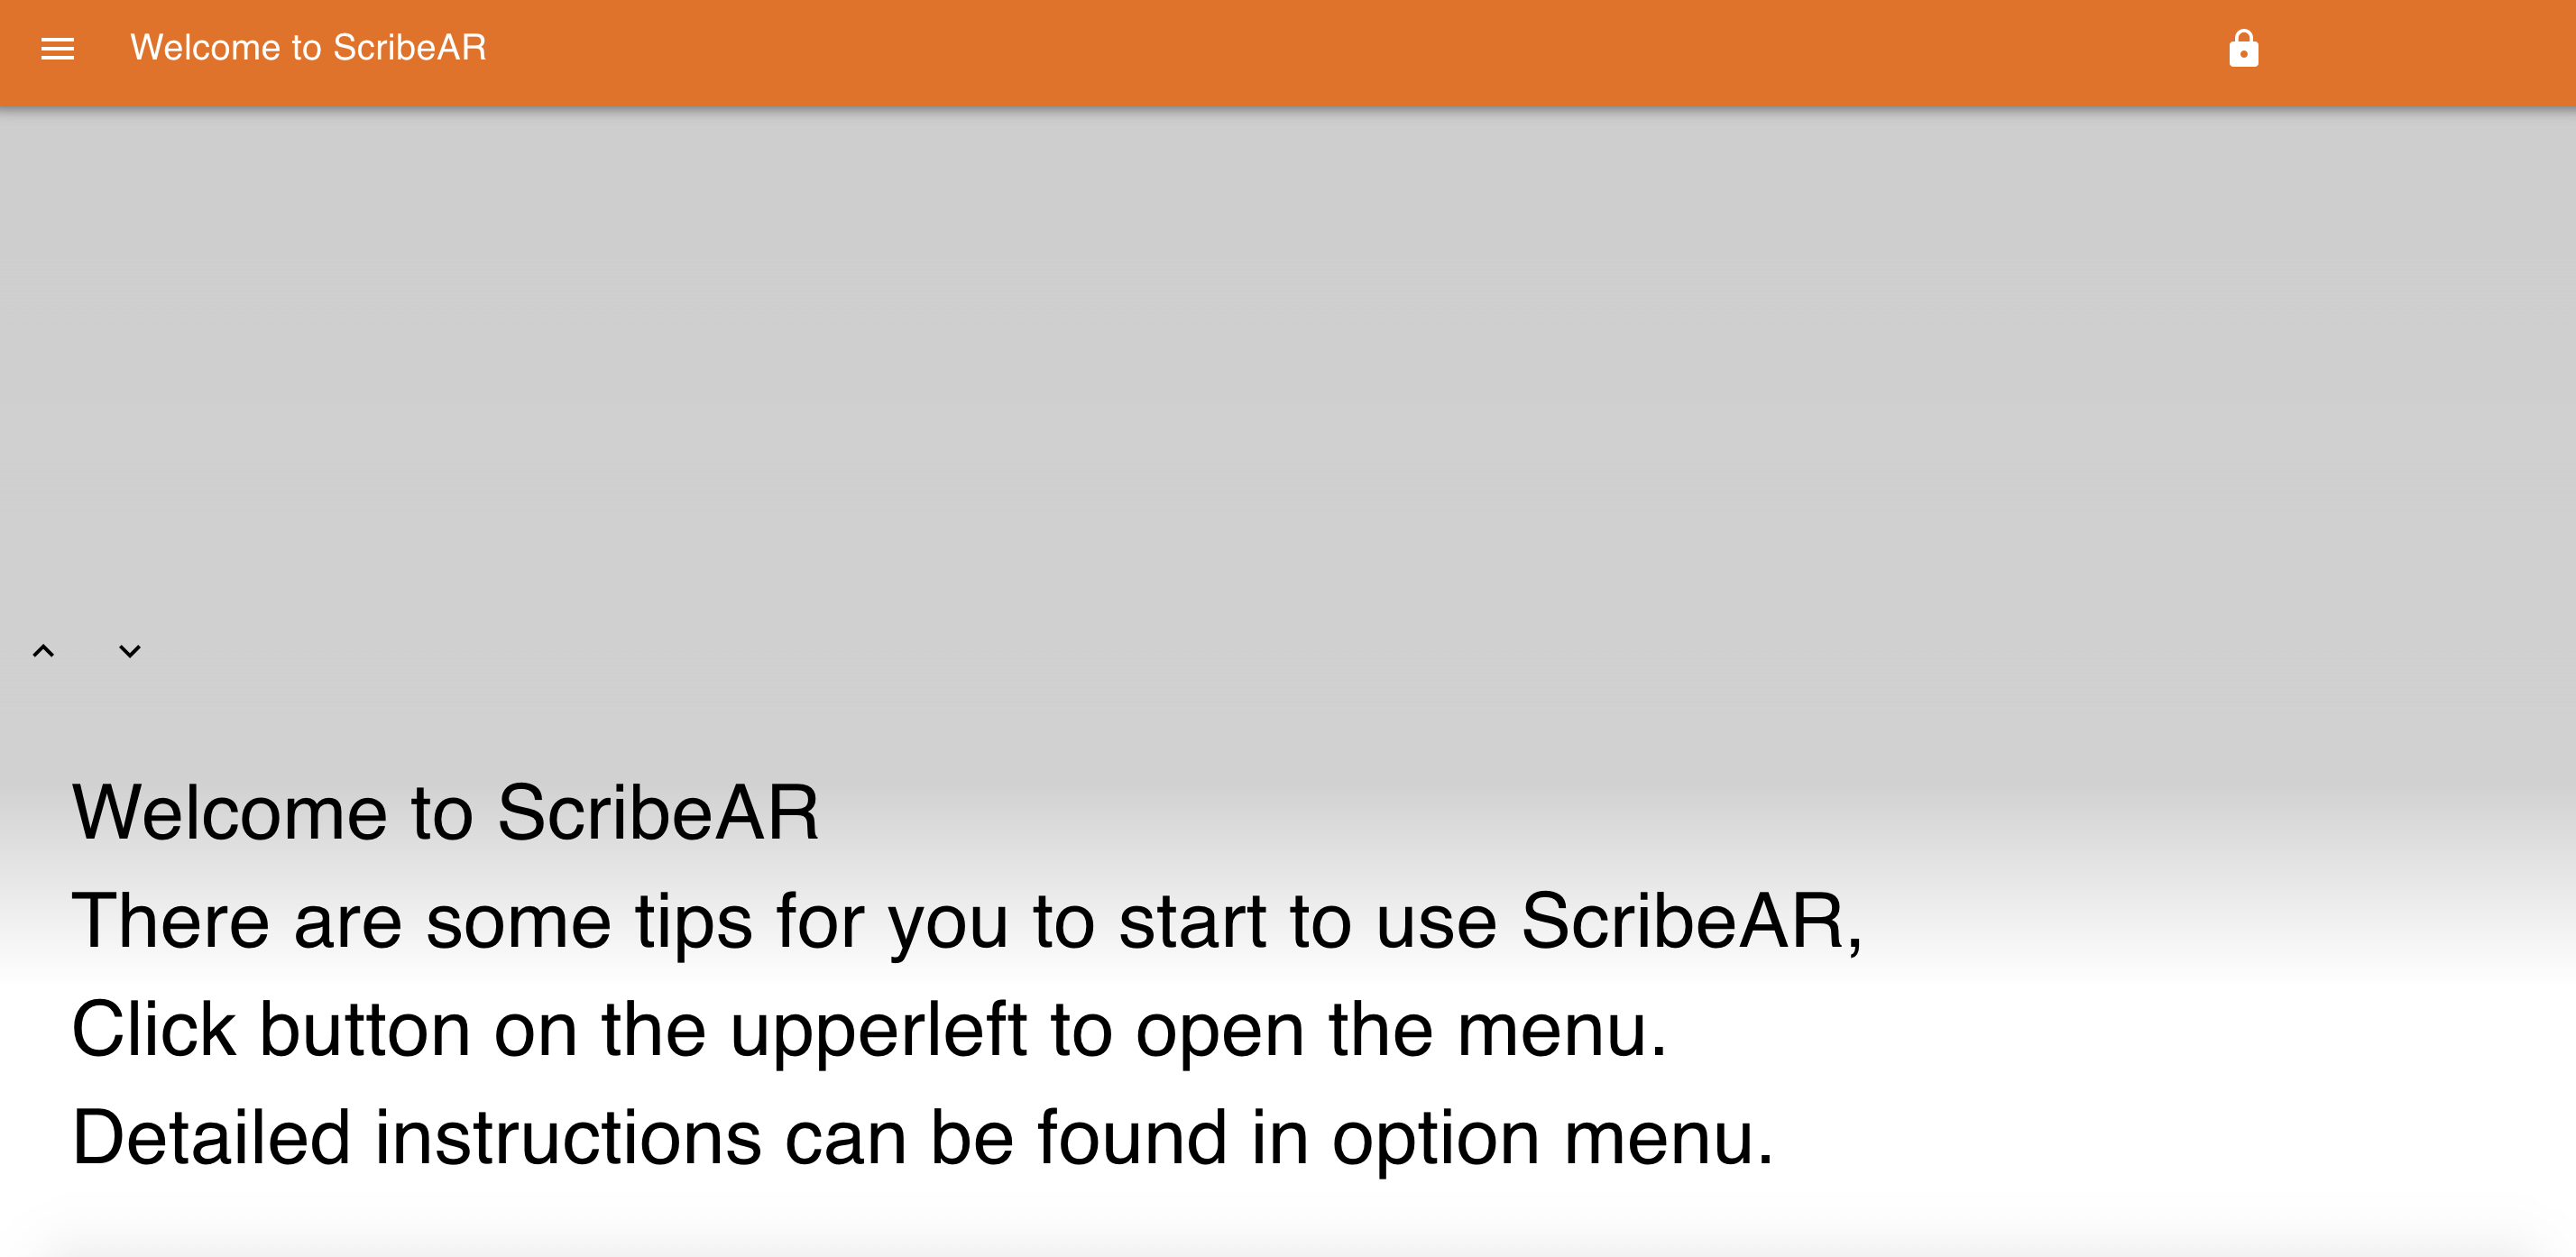 Welcome to ScribeAR
Welcome to ScribeAR
There are some tips for you to start to use ScribeAR,
Click button on the upperleft to open the menu.
Detailed instructions can be found in option menu.